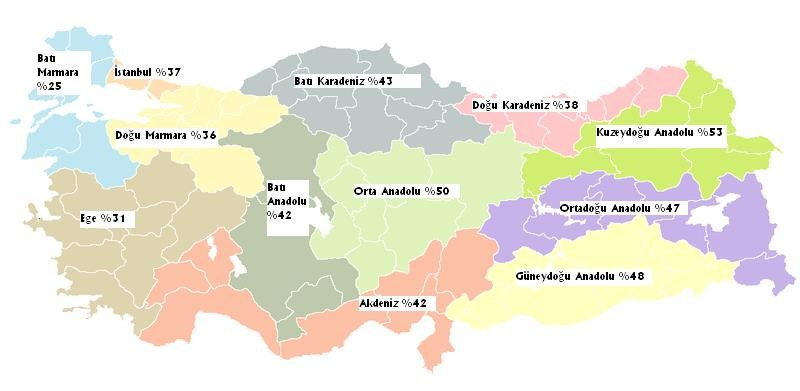 Batı
Marmara
%25
İstanbul %37
Batı Karadeniz %43
Doğu Karadeniz %38
Doğu Marmara %36
Kuzeydoğu Anadolu %53
Batı
Anadolu
%42
Orta Anadolu %50
Ortadoğu Anadolu %47
Ege %31
Güneydoğu Anadolu %48
Akdeniz %42